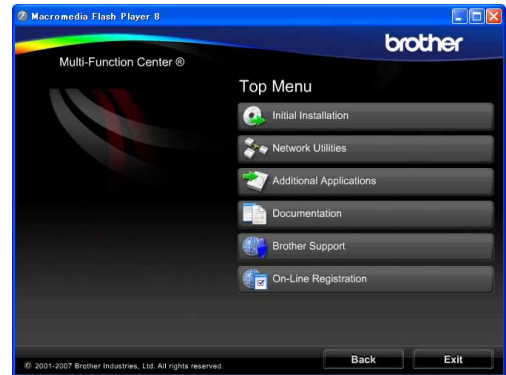 Macromedia Flash Player 8
brother
Multi-Function Center ®
Top Menu
Initial Installation
Network Utilities
Additional Applications
Documentation
Brother Support
On-Line Registration
© 2001-2007 Brother Industries, Ltd. All rights reserved.
Back
Exit